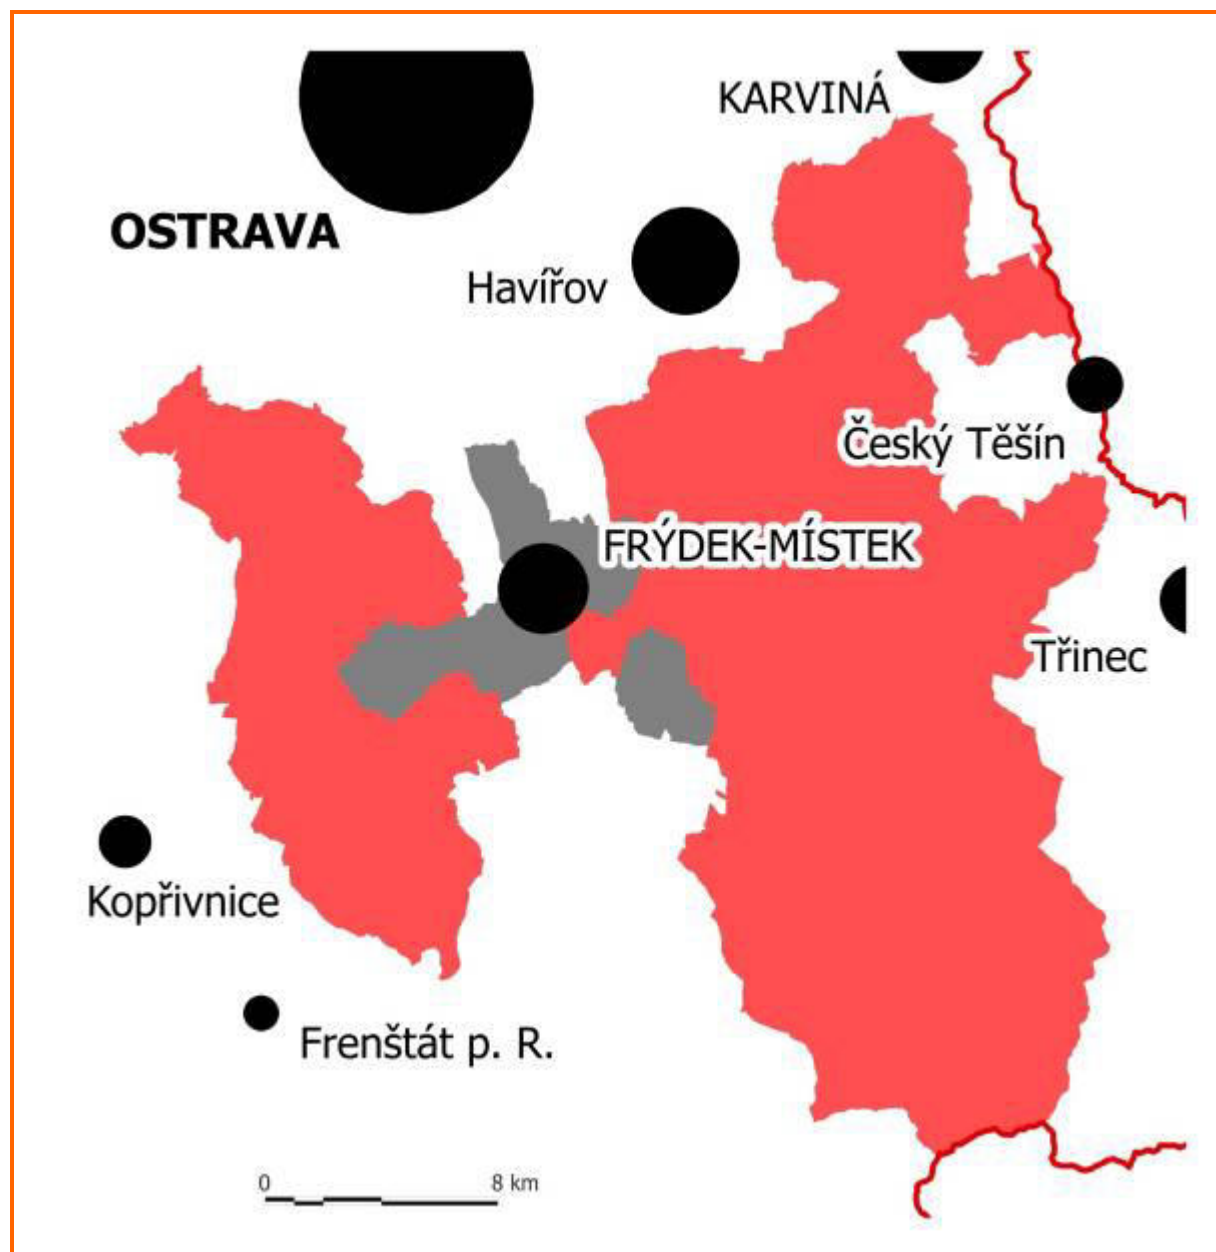 KARVINÁ
OSTRAVA
Havířov
Český Těšín
FRÝDEK-MÍSTEK
Třinec
Kopřivnice
Frenštát p. R.
0 8 km